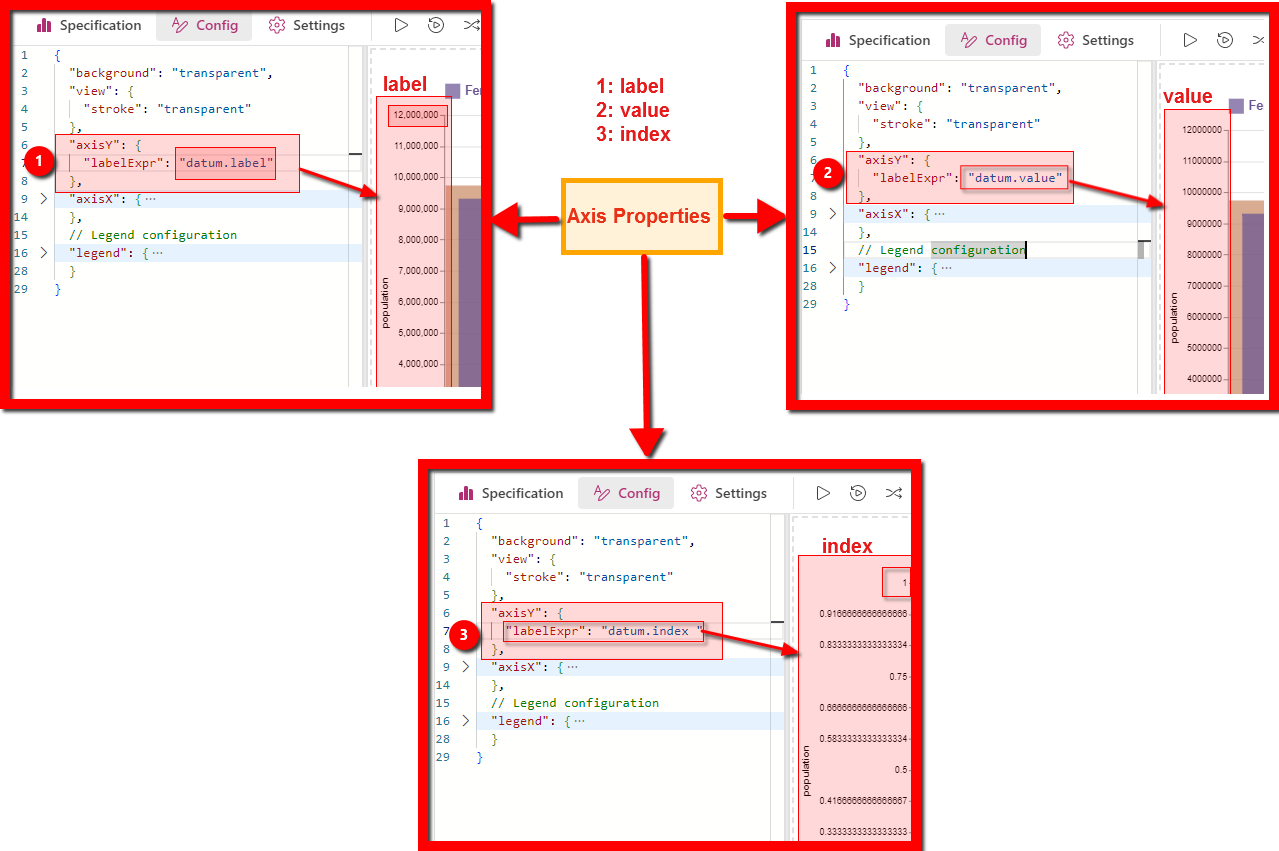 Specification Config Settings
label
Fe
1 {
2 "background": "transparent",
3 "view": {
4 "stroke": "transparent"
5 },
6 "axisY": {
7 "labelExpr": "datum.label"
8 },
9 "axisX": { ...
14 },
15 // Legend configuration
16 "legend": { ...
28 }
29 }
1
12,000,000
11,000,000
10,000,000
9,000,000
8,000,000
7,000,000
6,000,000
5,000,000
4,000,000
population
1: label
2: value
3: index
Axis Properties
Specification Config Settings
value
Fe
1 {
2 "background": "transparent",
3 "view": {
4 "stroke": "transparent"
5 },
6 "axisY": {
7 "labelExpr": "datum.value"
8 },
9 "axisX": { ...
14 },
15 // Legend configuration
16 "legend": { ...
28 }
29 }
2
12000000
11000000
10000000
9000000
8000000
7000000
6000000
5000000
4000000
population
Specification Config Settings
index
1 {
2 "background": "transparent",
3 "view": {
4 "stroke": "transparent"
5 },
6 "axisY": {
7 "labelExpr": "datum.index "
8 },
9 "axisX": { ...
14 },
15 // Legend configuration
16 "legend": { ...
28 }
29 }
3
1
0.9166666666666666
0.8333333333333334
0.75
0.6666666666666666
0.5833333333333334
0.5
0.4166666666666667
0.3333333333333333
population